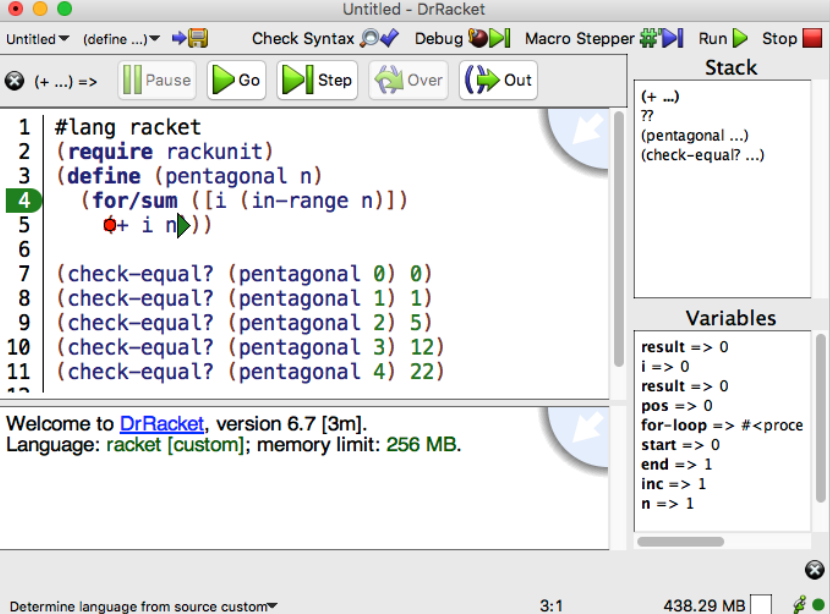 Untitled - DrRacket
Untitled (define ...) Check Syntax Debug Macro Stepper Run Stop
(+ ...) => Pause Go Step Over Out
1 #lang racket
2 (require rackunit)
3 (define (pentagonal n)
4 (for/sum ([i (in-range n)])
5 + i n))
6
7 (check-equal? (pentagonal 0) 0)
8 (check-equal? (pentagonal 1) 1)
9 (check-equal? (pentagonal 2) 5)
10 (check-equal? (pentagonal 3) 12)
11 (check-equal? (pentagonal 4) 22)
Welcome to DrRacket, version 6.7 [3m].
Language: racket [custom]; memory limit: 256 MB.
Stack
(+ ...)
??
(pentagonal ...)
(check-equal? ...)
Variables
result => 0
i => 0
result => 0
pos => 0
for-loop => #<proce
start => 0
end => 1
inc => 1
n => 1
Determine language from source custom 3:1 438.29 MB